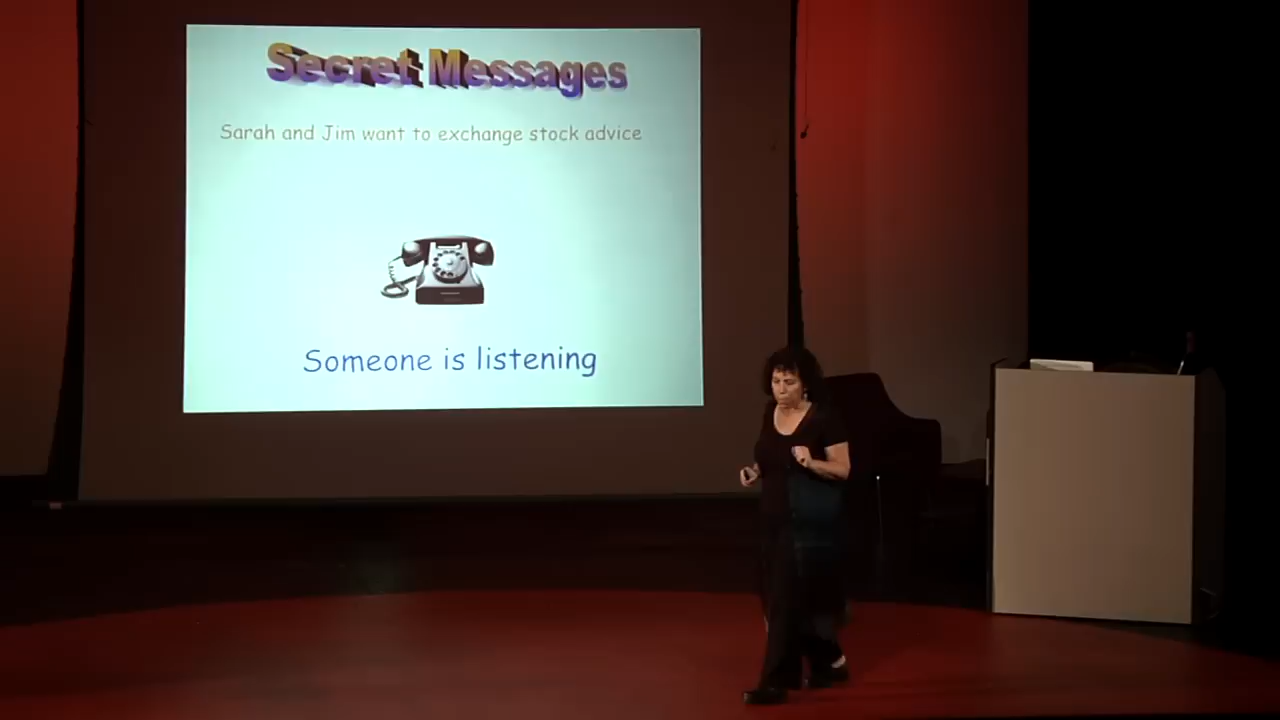 Secret Messages
Sarah and Jim want to exchange stock advice
Someone is listening